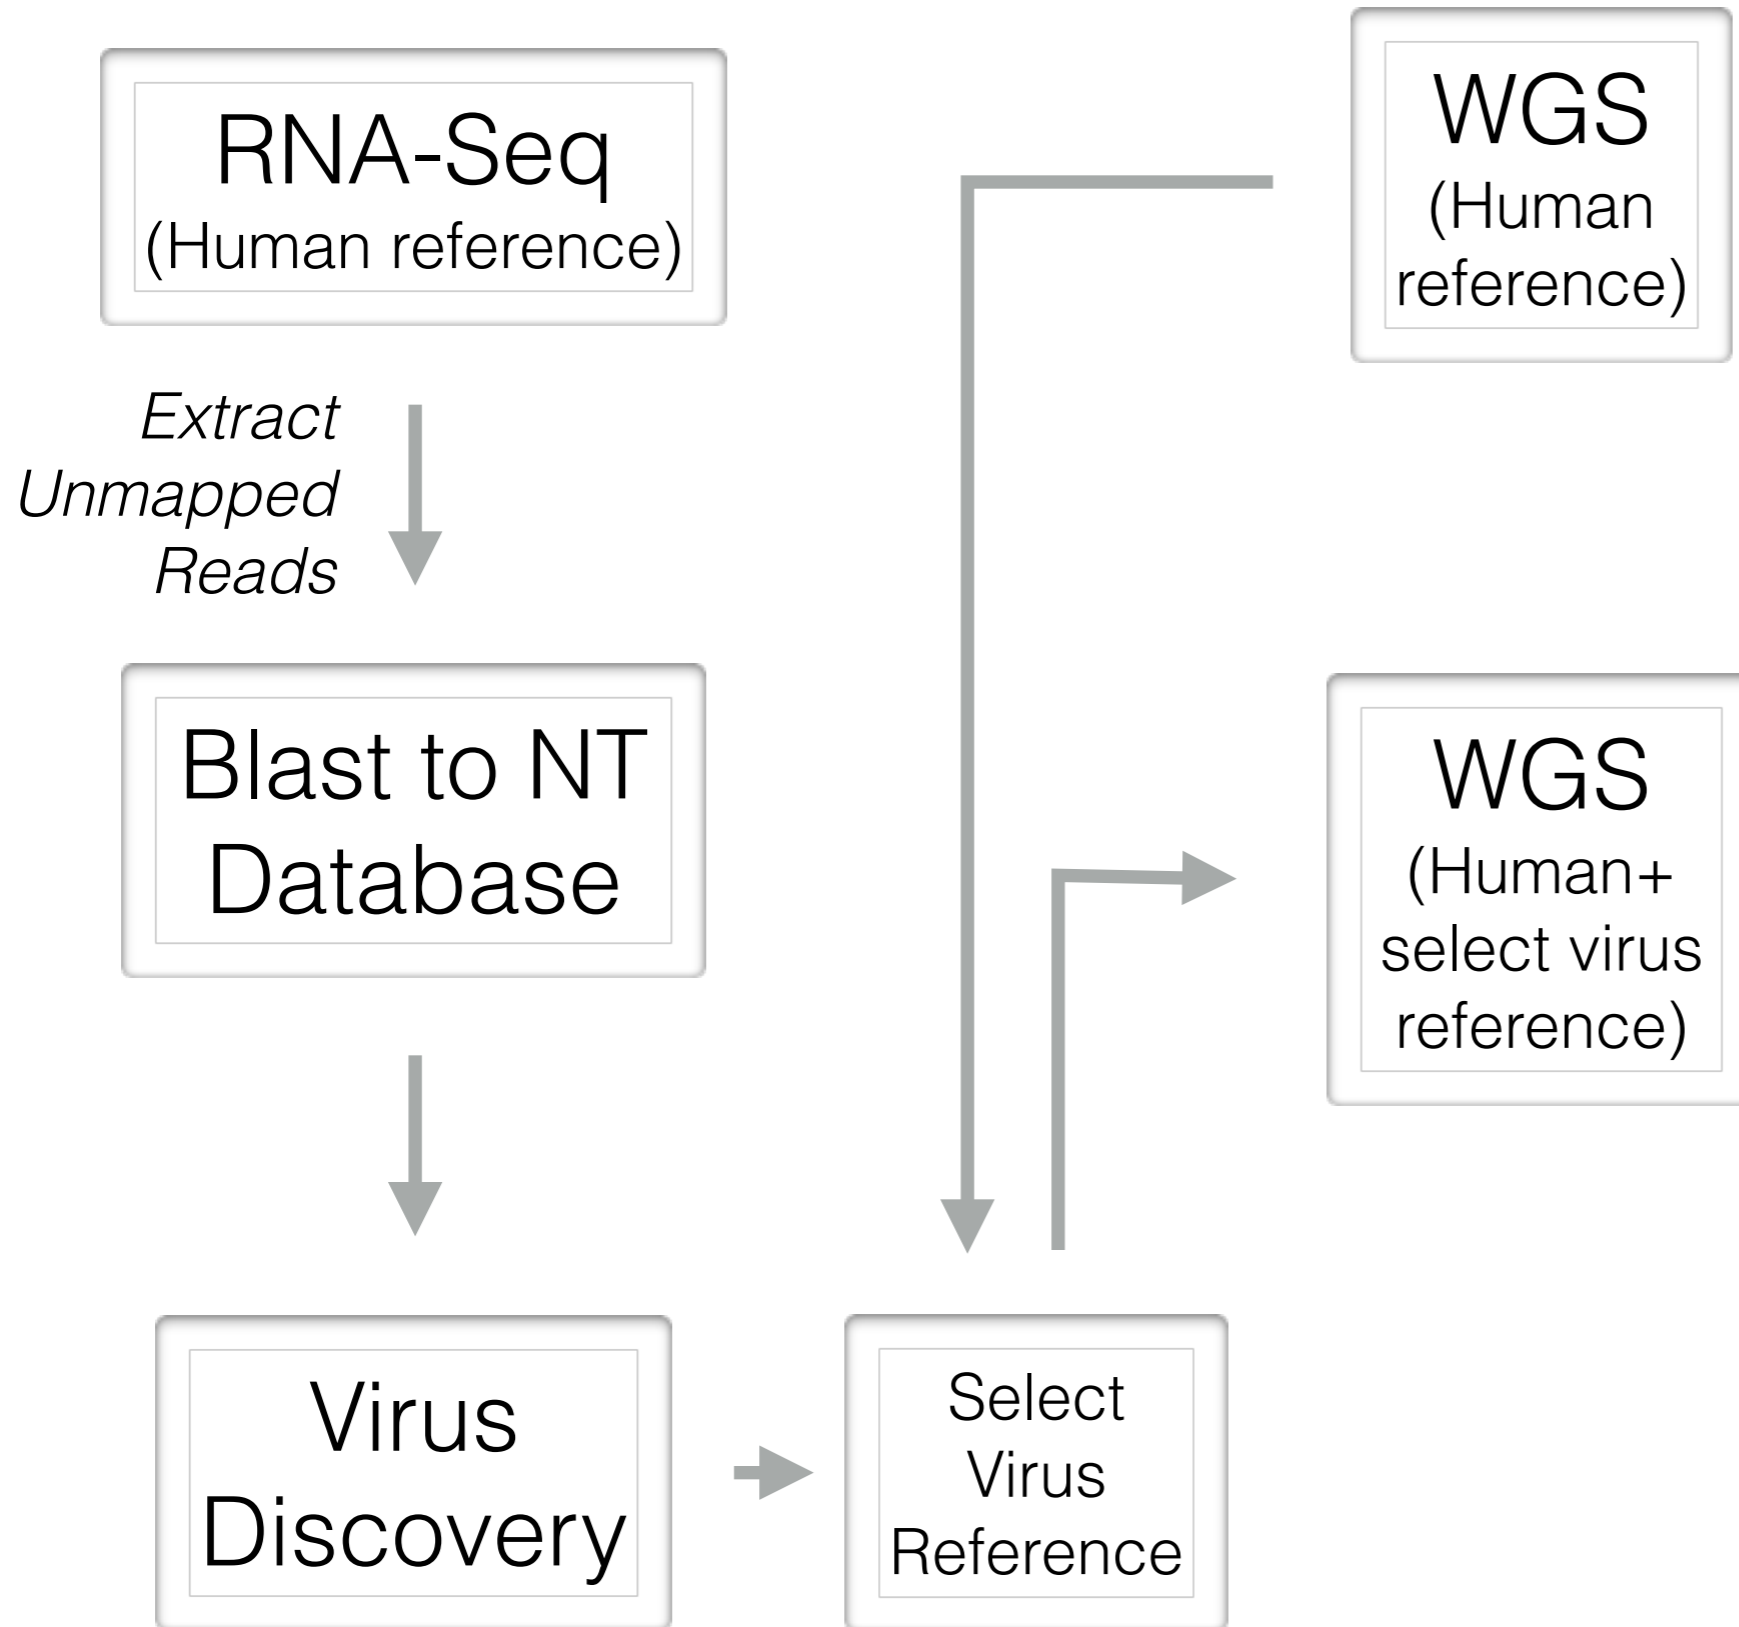 RNA-Seq
(Human reference)
Extract
Unmapped
Reads
Blast to NT
Database
Virus
Discovery
Select
Virus
Reference
WGS
(Human
reference)
WGS
(Human+
select virus
reference)